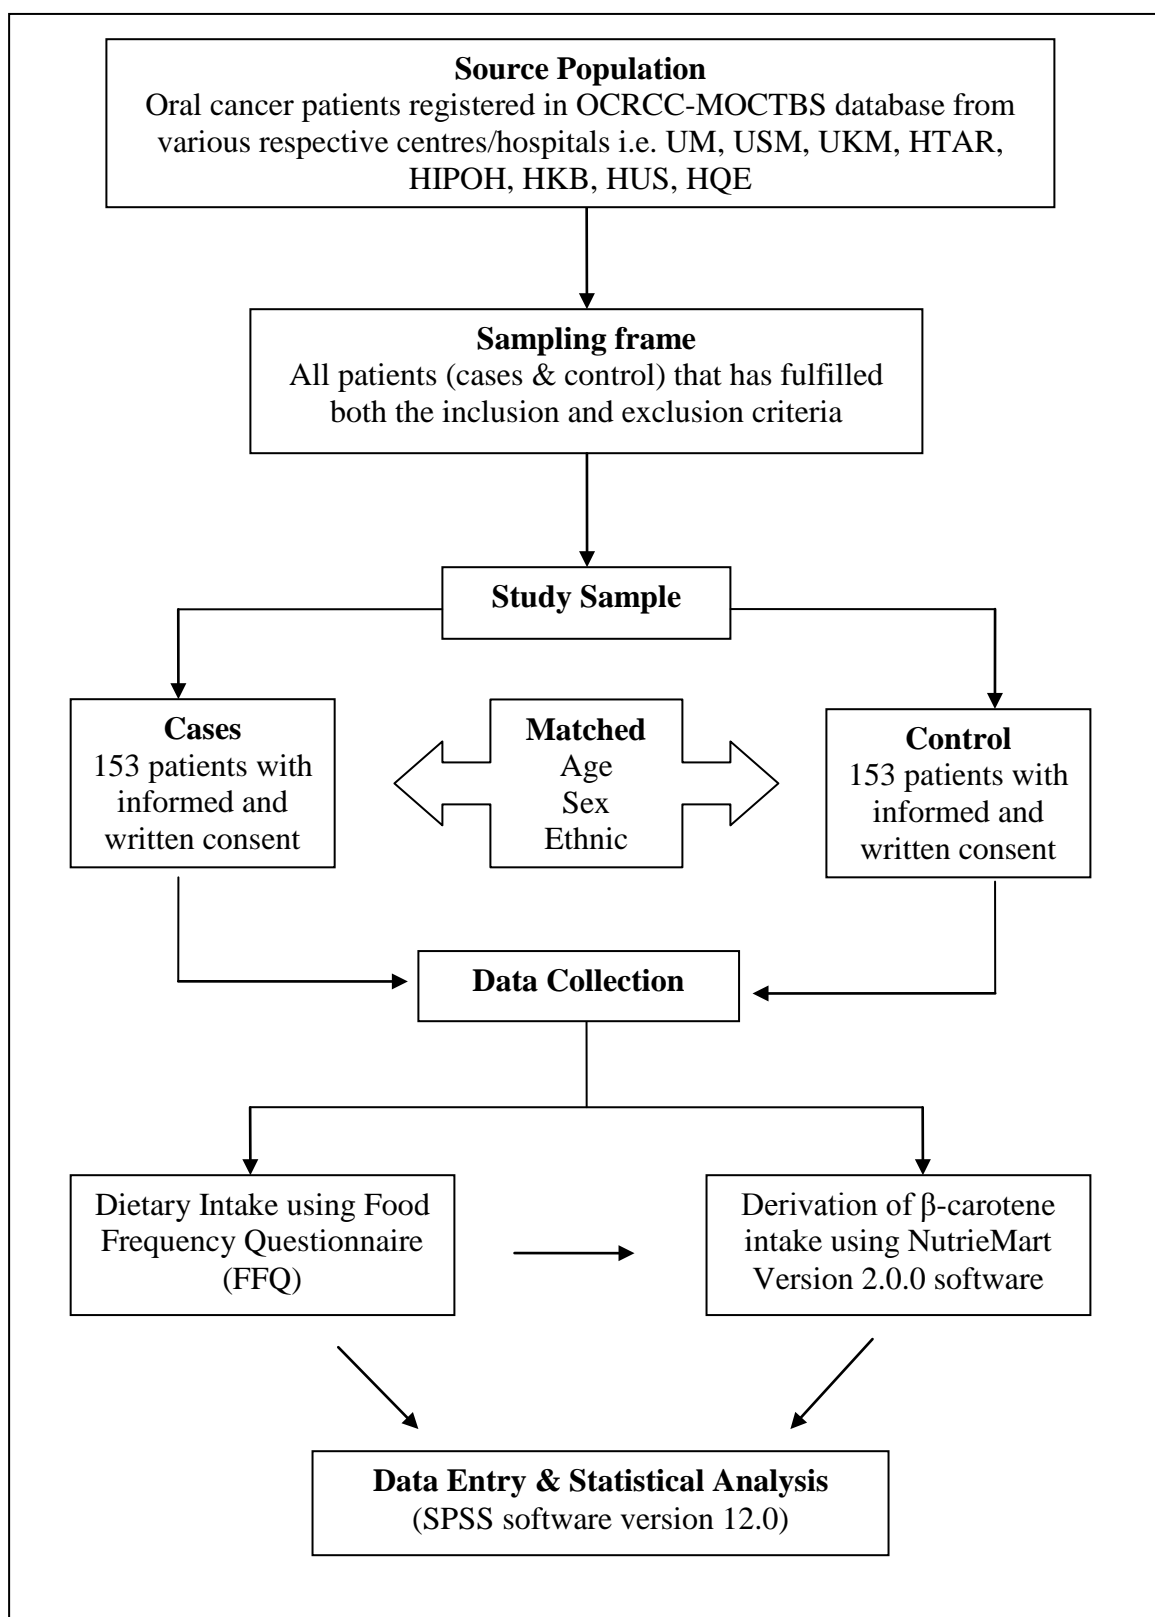 Source Population
Oral cancer patients registered in OCRCC-MOCTBS database from
various respective centres/hospitals i.e. UM, USM, UKM, HTAR,
HIPOH, HKB, HUS, HQE
Sampling frame
All patients (cases & control) that has fulfilled
both the inclusion and exclusion criteria
Study Sample
Cases
153 patients with
informed and
written consent
Matched
Age
Sex
Ethnic
Control
153 patients with
informed and
written consent
Data Collection
Dietary Intake using Food
Frequency Questionnaire
(FFQ)
Derivation of β-carotene
intake using NutrieMart
Version 2.0.0 software
Data Entry & Statistical Analysis
(SPSS software version 12.0)